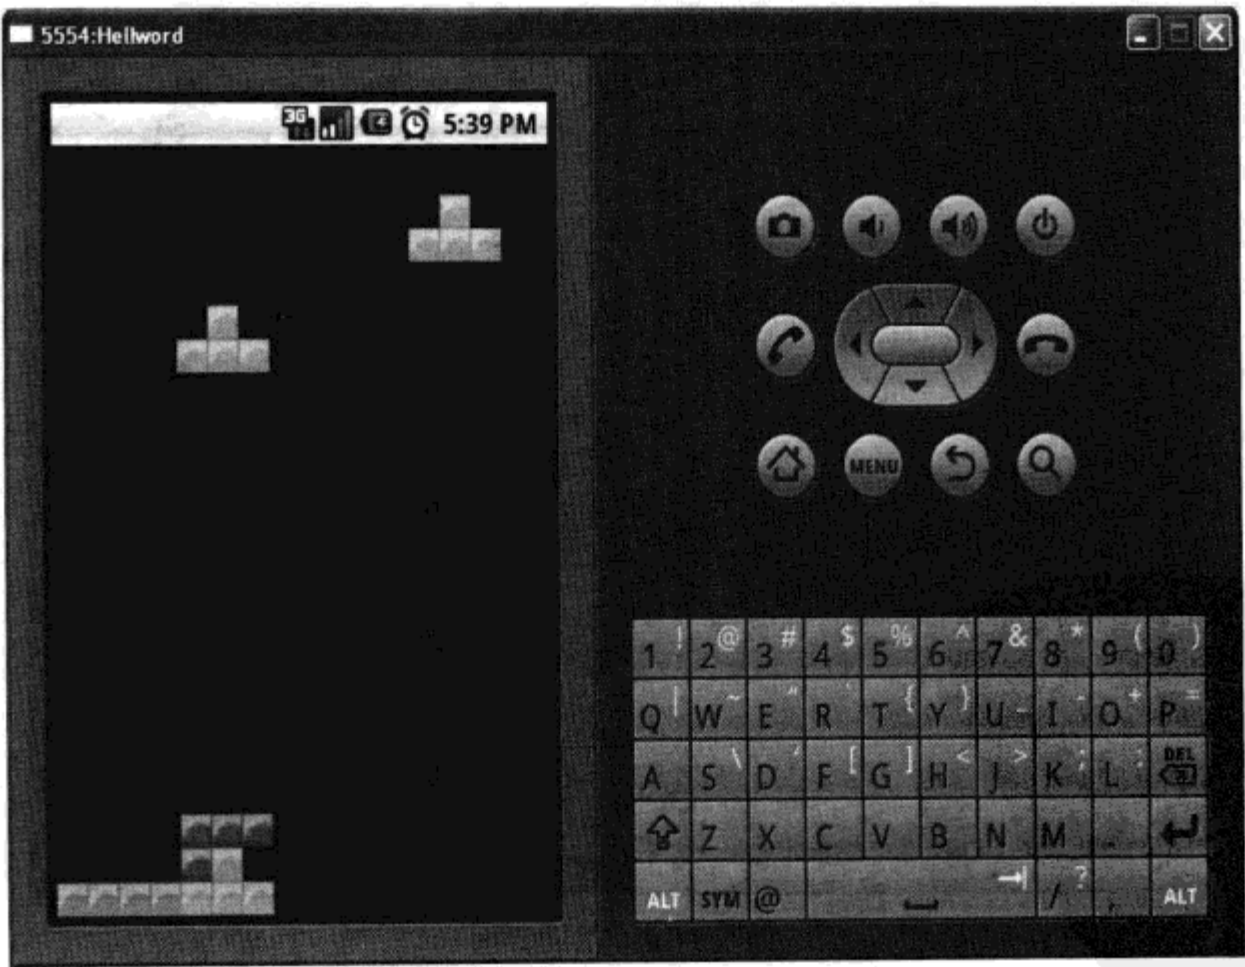 5554:Hellword
3G 5:39 PM
MENU
1 ! 2 @ 3 # 4 $ 5 % 6 ^ 7 & 8 * 9 ( 0 )
Q | W ~ E " R ` T { Y } U _ I - O + P =
A S \ D ' F [ G ] H < J > K ; L : DEL
Z X C V B N M .
ALT SYM @ / ? , ALT